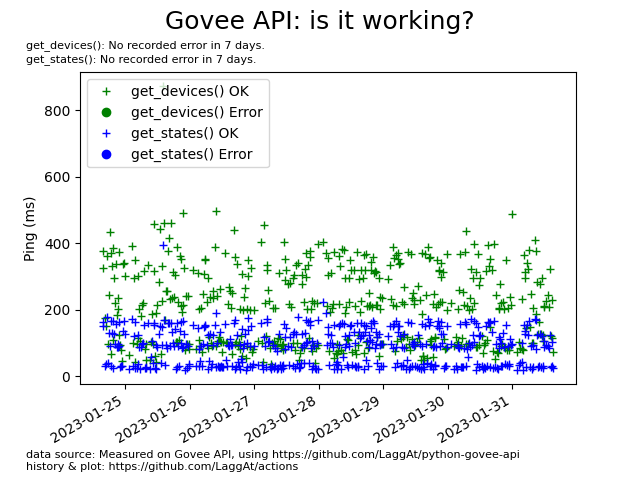 Govee API: is it working?
get_devices(): No recorded error in 7 days.
get_states(): No recorded error in 7 days.
get_devices() OK
get_devices() Error
get_states() OK
get_states() Error
Ping (ms)
800
600
400
200
0
2023-01-25
2023-01-26
2023-01-27
2023-01-28
2023-01-29
2023-01-30
2023-01-31
data source: Measured on Govee API, using https://github.com/LaggAt/python-govee-api
history & plot: https://github.com/LaggAt/actions